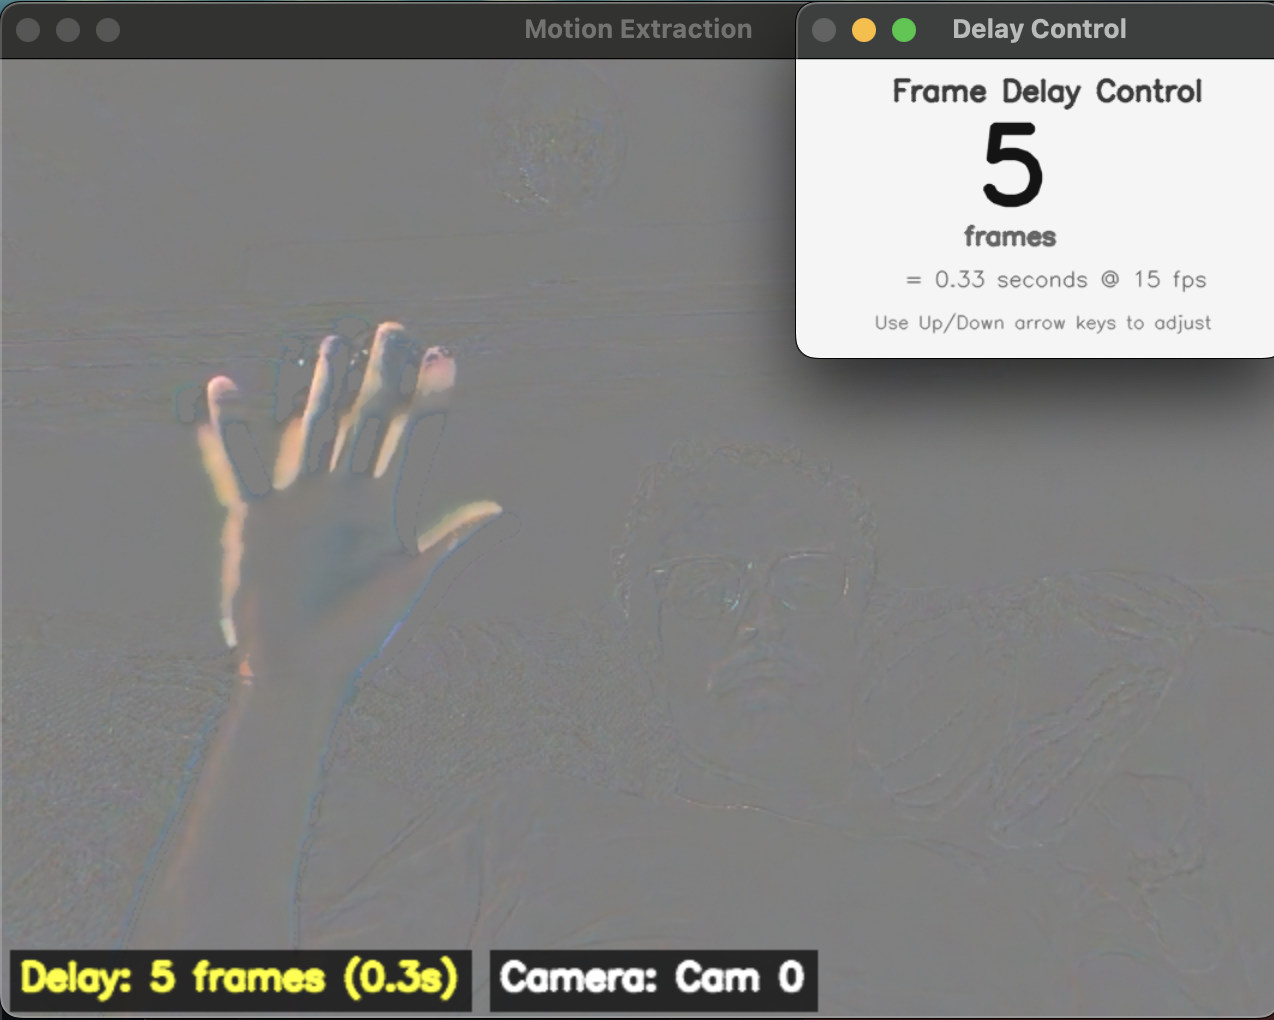 Motion Extraction
Delay Control
Frame Delay Control
5
frames
= 0.33 seconds @ 15 fps
Use Up/Down arrow keys to adjust
Delay: 5 frames (0.3s)
Camera: Cam 0